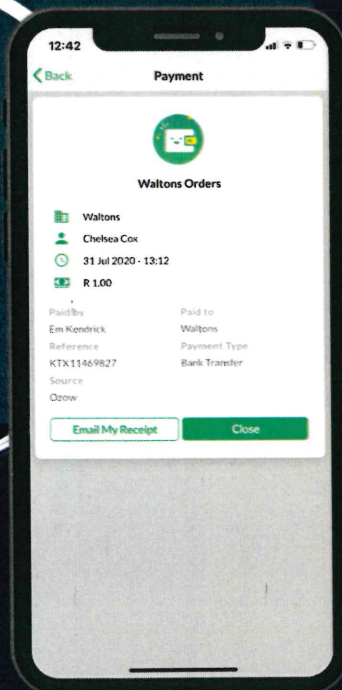 12:42
Back Payment
Waltons Orders
Waltons
Chelsea Cox
31 Jul 2020 - 13:12
R 1.00
Paid by Paid to
Em Kendrick Waltons
Reference Payment Type
KTX11469827 Bank Transfer
Source
Ozow
Email My Receipt Close